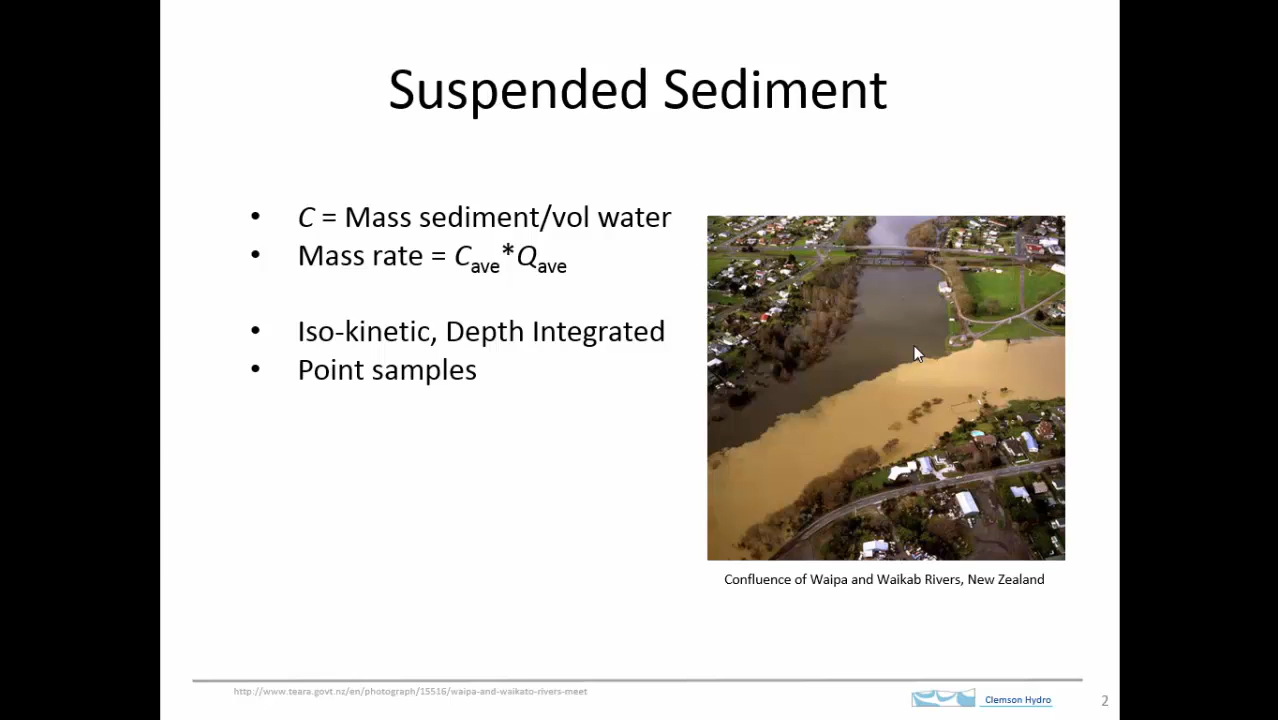 Suspended Sediment
• C = Mass sediment/vol water
• Mass rate = Cave*Qave
• Iso-kinetic, Depth Integrated
• Point samples
Confluence of Waipa and Waikab Rivers, New Zealand
http://www.teara.govt.nz/en/photograph/15516/waipa-and-waikato-rivers-meet
Clemson Hydro
2